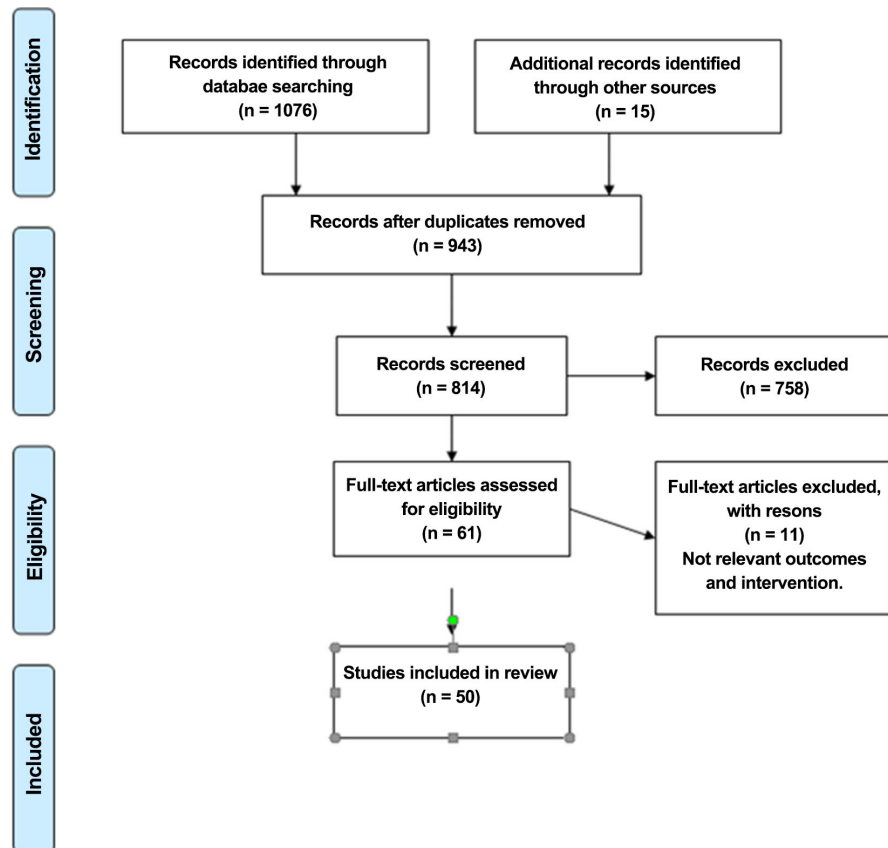 Identification
Records identified through
databae searching
(n = 1076)
Additional records identified
through other sources
(n = 15)
Records after duplicates removed
(n = 943)
Screening
Records screened
(n = 814)
Records excluded
(n = 758)
Eligibility
Full-text articles assessed
for eligibility
(n = 61)
Full-text articles excluded,
with resons
(n = 11)
Not relevant outcomes
and intervention.
Included
Studies included in review
(n = 50)